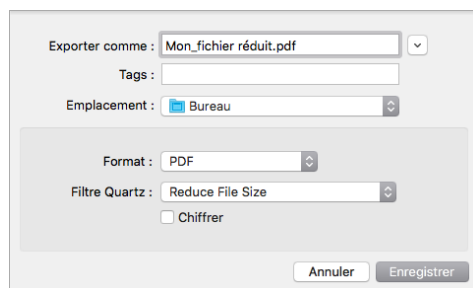 Exporter comme : Mon_fichier réduit.pdf
Tags :
Emplacement : Bureau
Format : PDF
Filtre Quartz : Reduce File Size
Chiffrer
Annuler Enregistrer